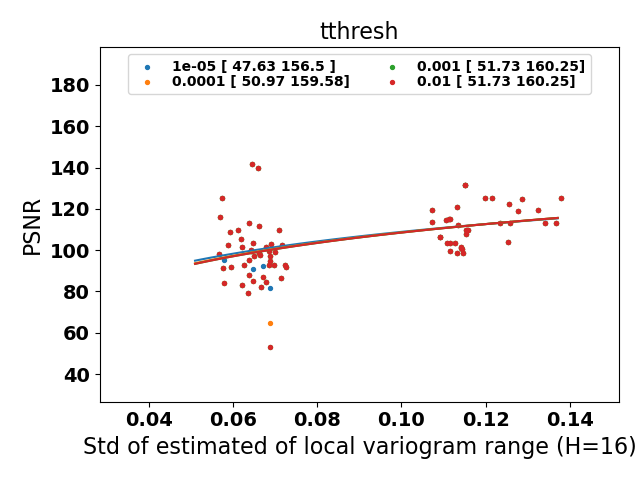 tthresh
1e-05 [ 47.63 156.5 ]
0.0001 [ 50.97 159.58]
0.001 [ 51.73 160.25]
0.01 [ 51.73 160.25]
PSNR
180
160
140
120
100
80
60
40
0.04 0.06 0.08 0.10 0.12 0.14
Std of estimated of local variogram range (H=16)